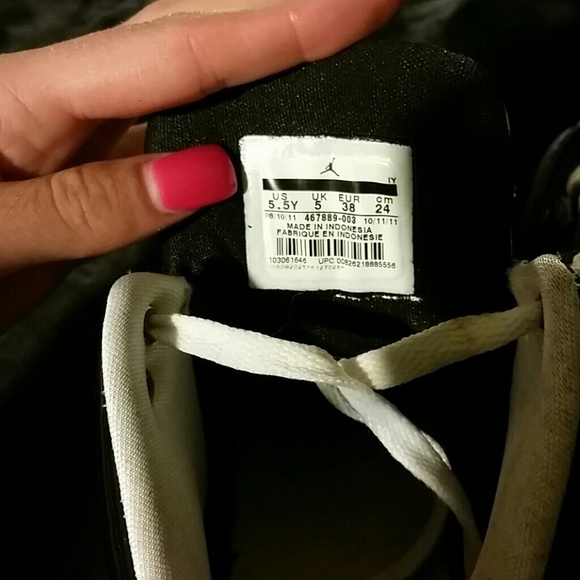 IY
US UK EUR cm
5.5Y 5 38 24
08/10/11 467889-003 10/11/11
MADE IN INDONESIA
FABRIQUE EN INDONESIE
103061646 UPC 00826218885556